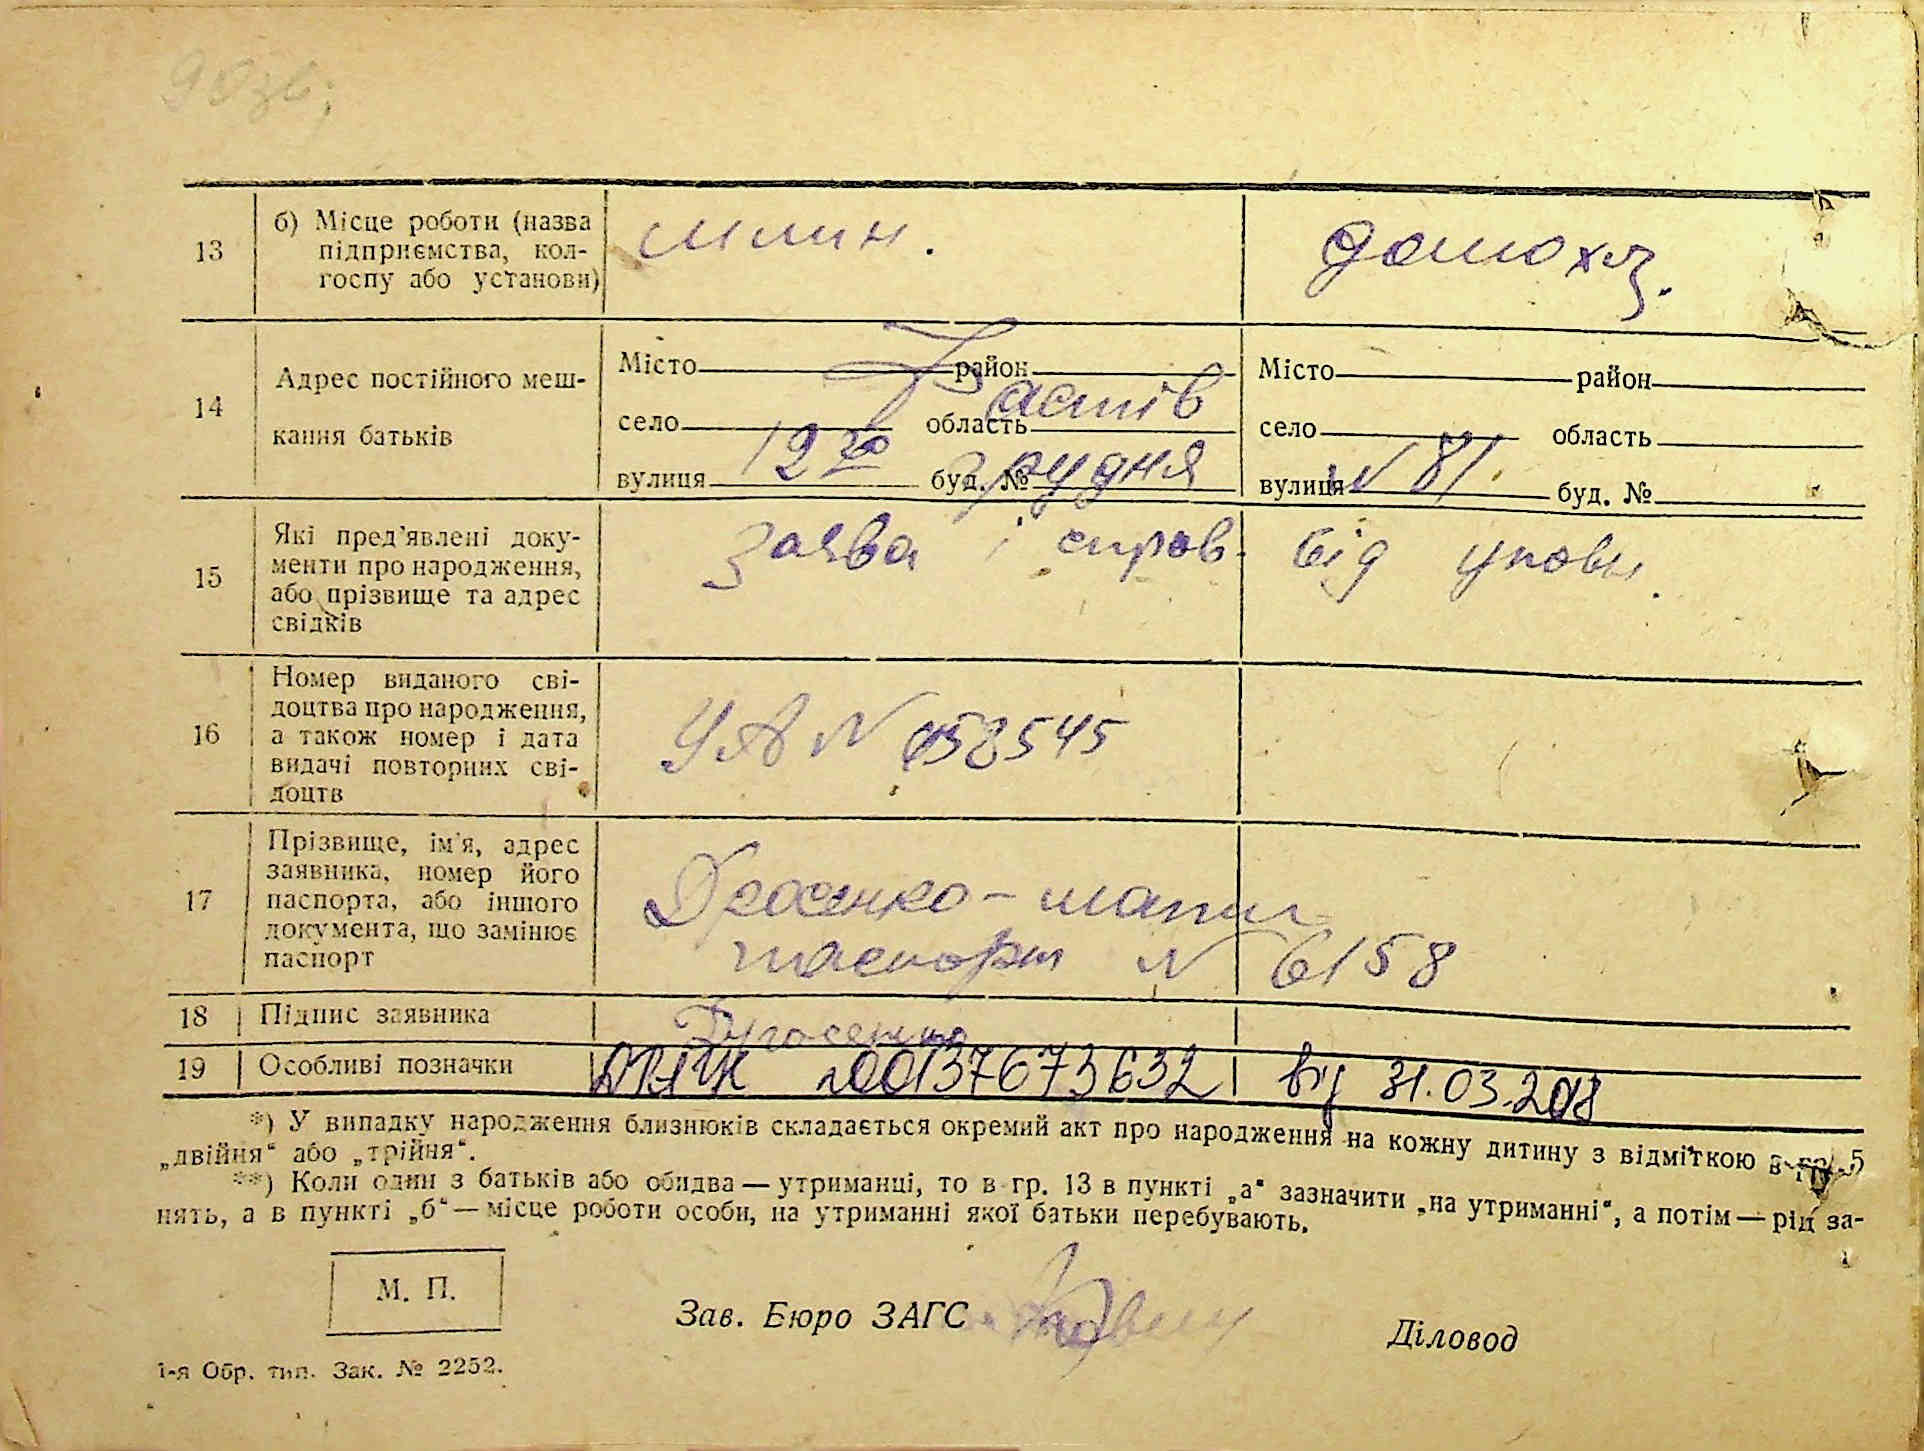 90зв;
13
б) Місце роботи (назва
підприємства, кол-
госпу або установи)
млин.
домохоз.
14
Адрес постійного меш-
кання батьків
Місто район
Фастів
село область
вулиця 12го буд. № грудня
Місто район
село область
вулиця № 81. буд. №
15
Які пред'явлені доку-
менти про народження,
або прізвище та адрес
свідків
Заява і справ. від уповн.
16
Номер виданого сві-
доцтва про народження,
а також номер і дата
видачі повторних сві-
доцтв
УА № 458545
17
Прізвище, ім'я, адрес
заявника, номер його
паспорта, або іншого
документа, що замінює
паспорт
паспорт № 6158
18
Підпис заявника
19
Особливі позначки
00137673632 від 31.03.2018
*) У випадку народження близнюків складається окремий акт про народження на кожну дитину з відміткою в гр. 5
„двійня“ або „трійня“.
**) Коли один з батьків або обидва — утриманці, то в гр. 13 в пункті „а“ зазначити „на утриманні“, а потім — рід за-
нять, а в пункті „б“ — місце роботи особи, на утриманні якої батьки перебувають.
М. П.
Зав. Бюро ЗАГС
Діловод
1-я Обр. тип. Зак. № 2252.